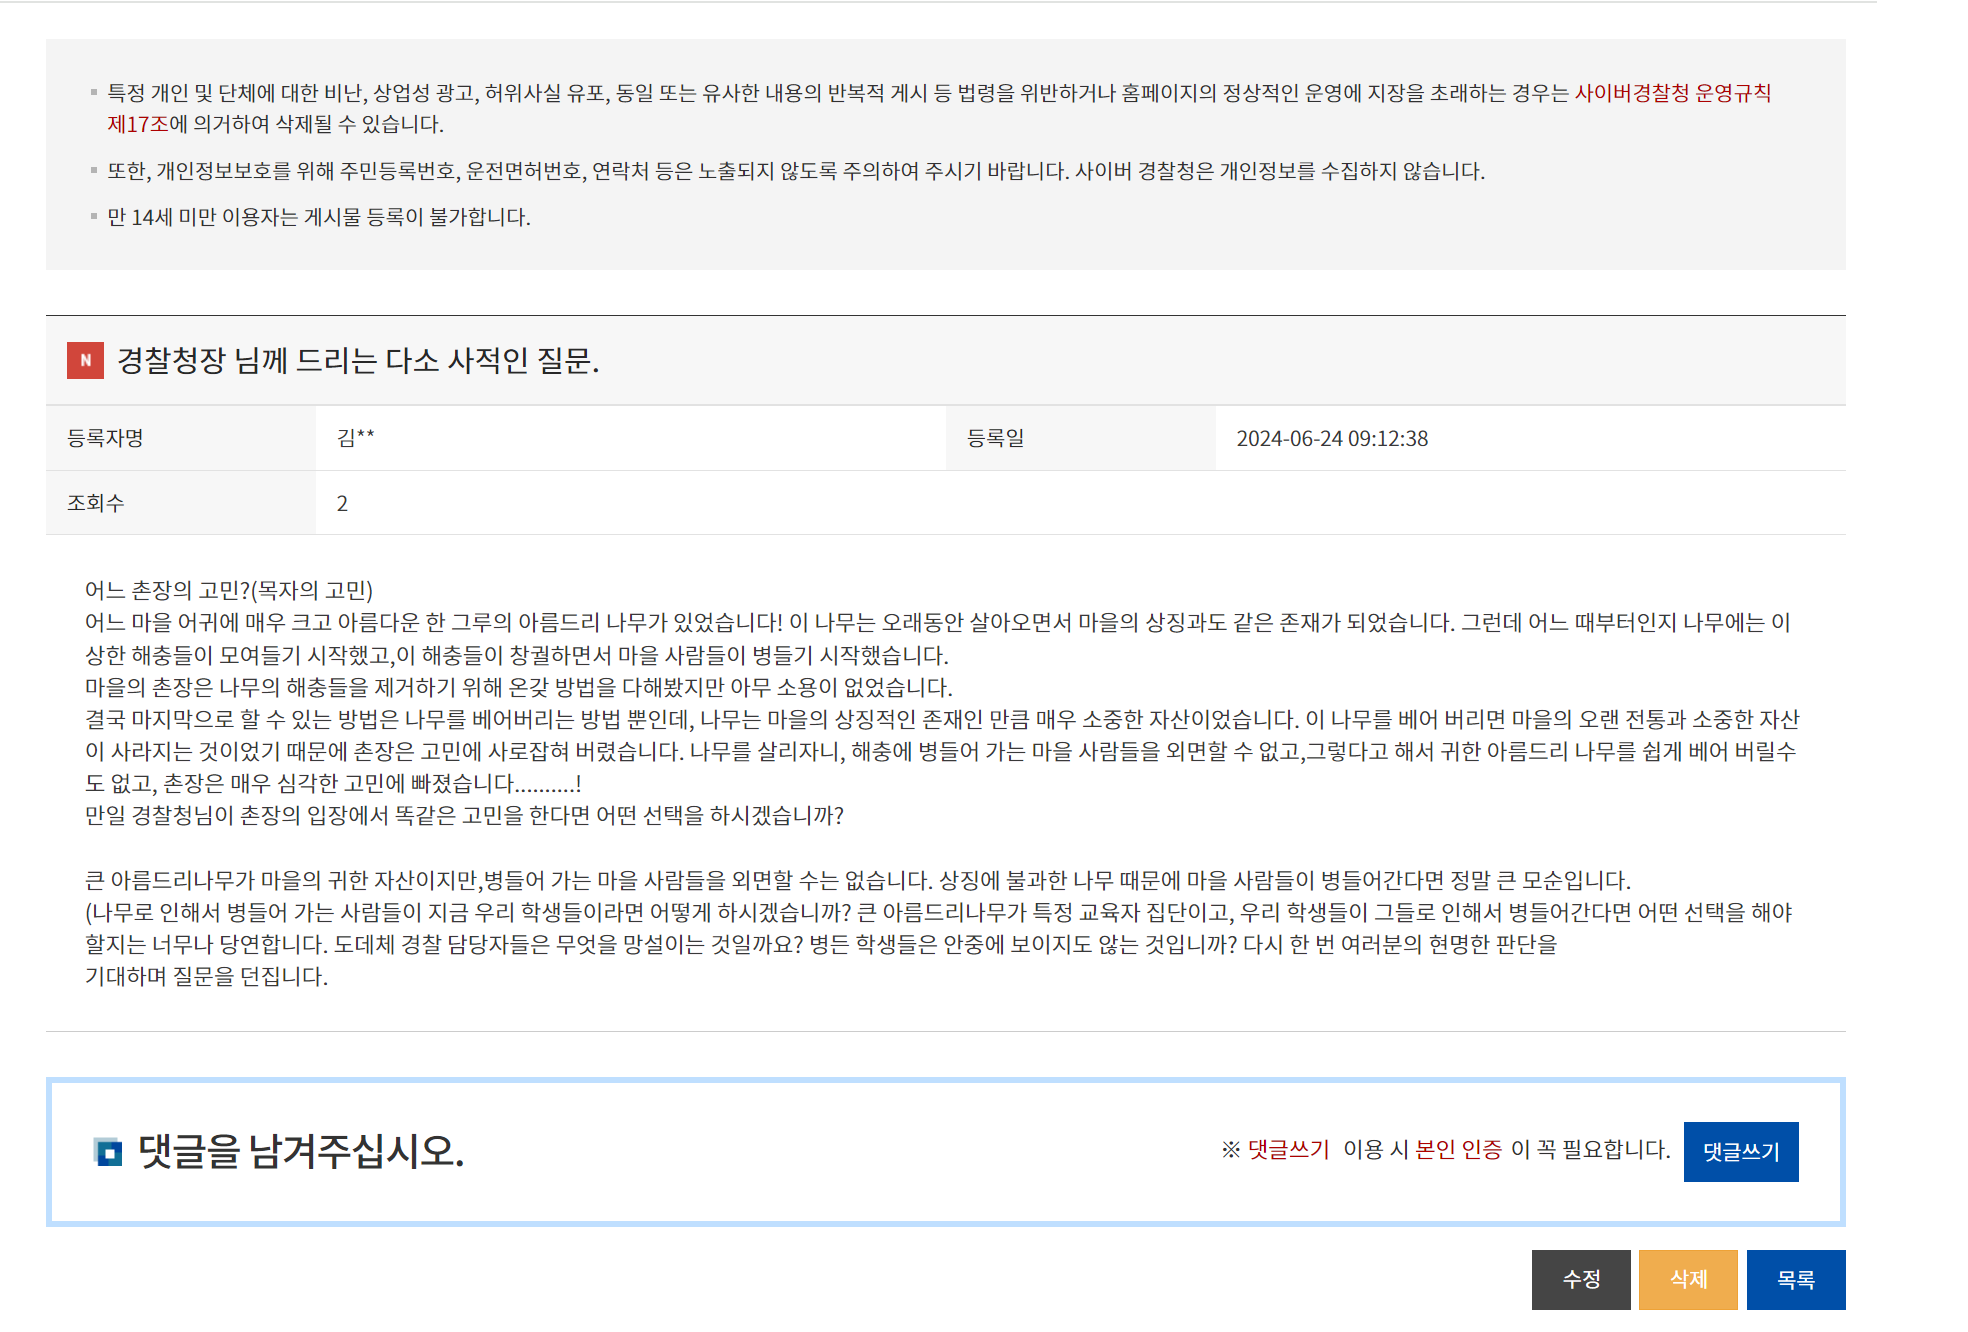 특정 개인 및 단체에 대한 비난, 상업성 광고, 허위사실 유포, 동일 또는 유사한 내용의 반복적 게시 등 법령을 위반하거나 홈페이지의 정상적인 운영에 지장을 초래하는 경우는 사이버경찰청 운영규칙
제17조에 의거하여 삭제될 수 있습니다.
또한, 개인정보보호를 위해 주민등록번호, 운전면허번호, 연락처 등은 노출되지 않도록 주의하여 주시기 바랍니다. 사이버 경찰청은 개인정보를 수집하지 않습니다.
만 14세 미만 이용자는 게시물 등록이 불가합니다.
N 경찰청장 님께 드리는 다소 사적인 질문.
등록자명 김** 등록일 2024-06-24 09:12:38
조회수 2
어느 촌장의 고민?(목자의 고민)
어느 마을 어귀에 매우 크고 아름다운 한 그루의 아름드리 나무가 있었습니다! 이 나무는 오래동안 살아오면서 마을의 상징과도 같은 존재가 되었습니다. 그런데 어느 때부터인지 나무에는 이
상한 해충들이 모여들기 시작했고,이 해충들이 창궐하면서 마을 사람들이 병들기 시작했습니다.
마을의 촌장은 나무의 해충들을 제거하기 위해 온갖 방법을 다해봤지만 아무 소용이 없었습니다.
결국 마지막으로 할 수 있는 방법은 나무를 베어버리는 방법 뿐인데, 나무는 마을의 상징적인 존재인 만큼 매우 소중한 자산이었습니다. 이 나무를 베어 버리면 마을의 오랜 전통과 소중한 자산
이 사라지는 것이었기 때문에 촌장은 고민에 사로잡혀 버렸습니다. 나무를 살리자니, 해충에 병들어 가는 마을 사람들을 외면할 수 없고,그렇다고 해서 귀한 아름드리 나무를 쉽게 베어 버릴수
도 없고, 촌장은 매우 심각한 고민에 빠졌습니다..........!
만일 경찰청님이 촌장의 입장에서 똑같은 고민을 한다면 어떤 선택을 하시겠습니까?
큰 아름드리나무가 마을의 귀한 자산이지만,병들어 가는 마을 사람들을 외면할 수는 없습니다. 상징에 불과한 나무 때문에 마을 사람들이 병들어간다면 정말 큰 모순입니다.
(나무로 인해서 병들어 가는 사람들이 지금 우리 학생들이라면 어떻게 하시겠습니까? 큰 아름드리나무가 특정 교육자 집단이고, 우리 학생들이 그들로 인해서 병들어간다면 어떤 선택을 해야
할지는 너무나 당연합니다. 도데체 경찰 담당자들은 무엇을 망설이는 것일까요? 병든 학생들은 안중에 보이지도 않는 것입니까? 다시 한 번 여러분의 현명한 판단을
기대하며 질문을 던집니다.
댓글을 남겨주십시오. ※ 댓글쓰기 이용 시 본인 인증 이 꼭 필요합니다. 댓글쓰기
수정 삭제 목록